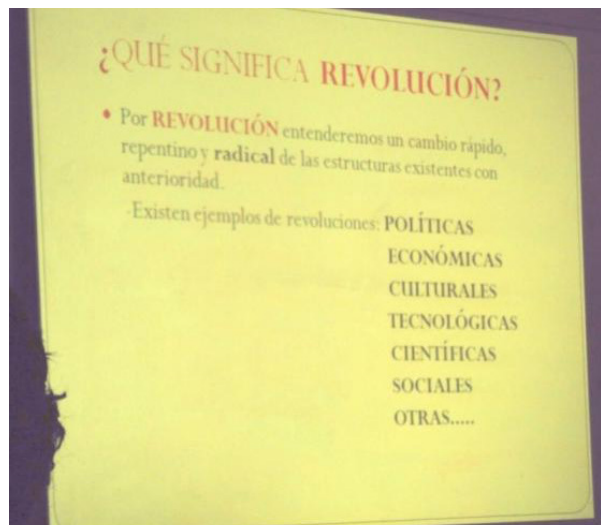 ¿QUÉ SIGNIFICA REVOLUCIÓN?
• Por REVOLUCIÓN entenderemos un cambio rápido,
repentino y radical de las estructuras existentes con
anterioridad.
-Existen ejemplos de revoluciones: POLÍTICAS
ECONÓMICAS
CULTURALES
TECNOLÓGICAS
CIENTÍFICAS
SOCIALES
OTRAS.....